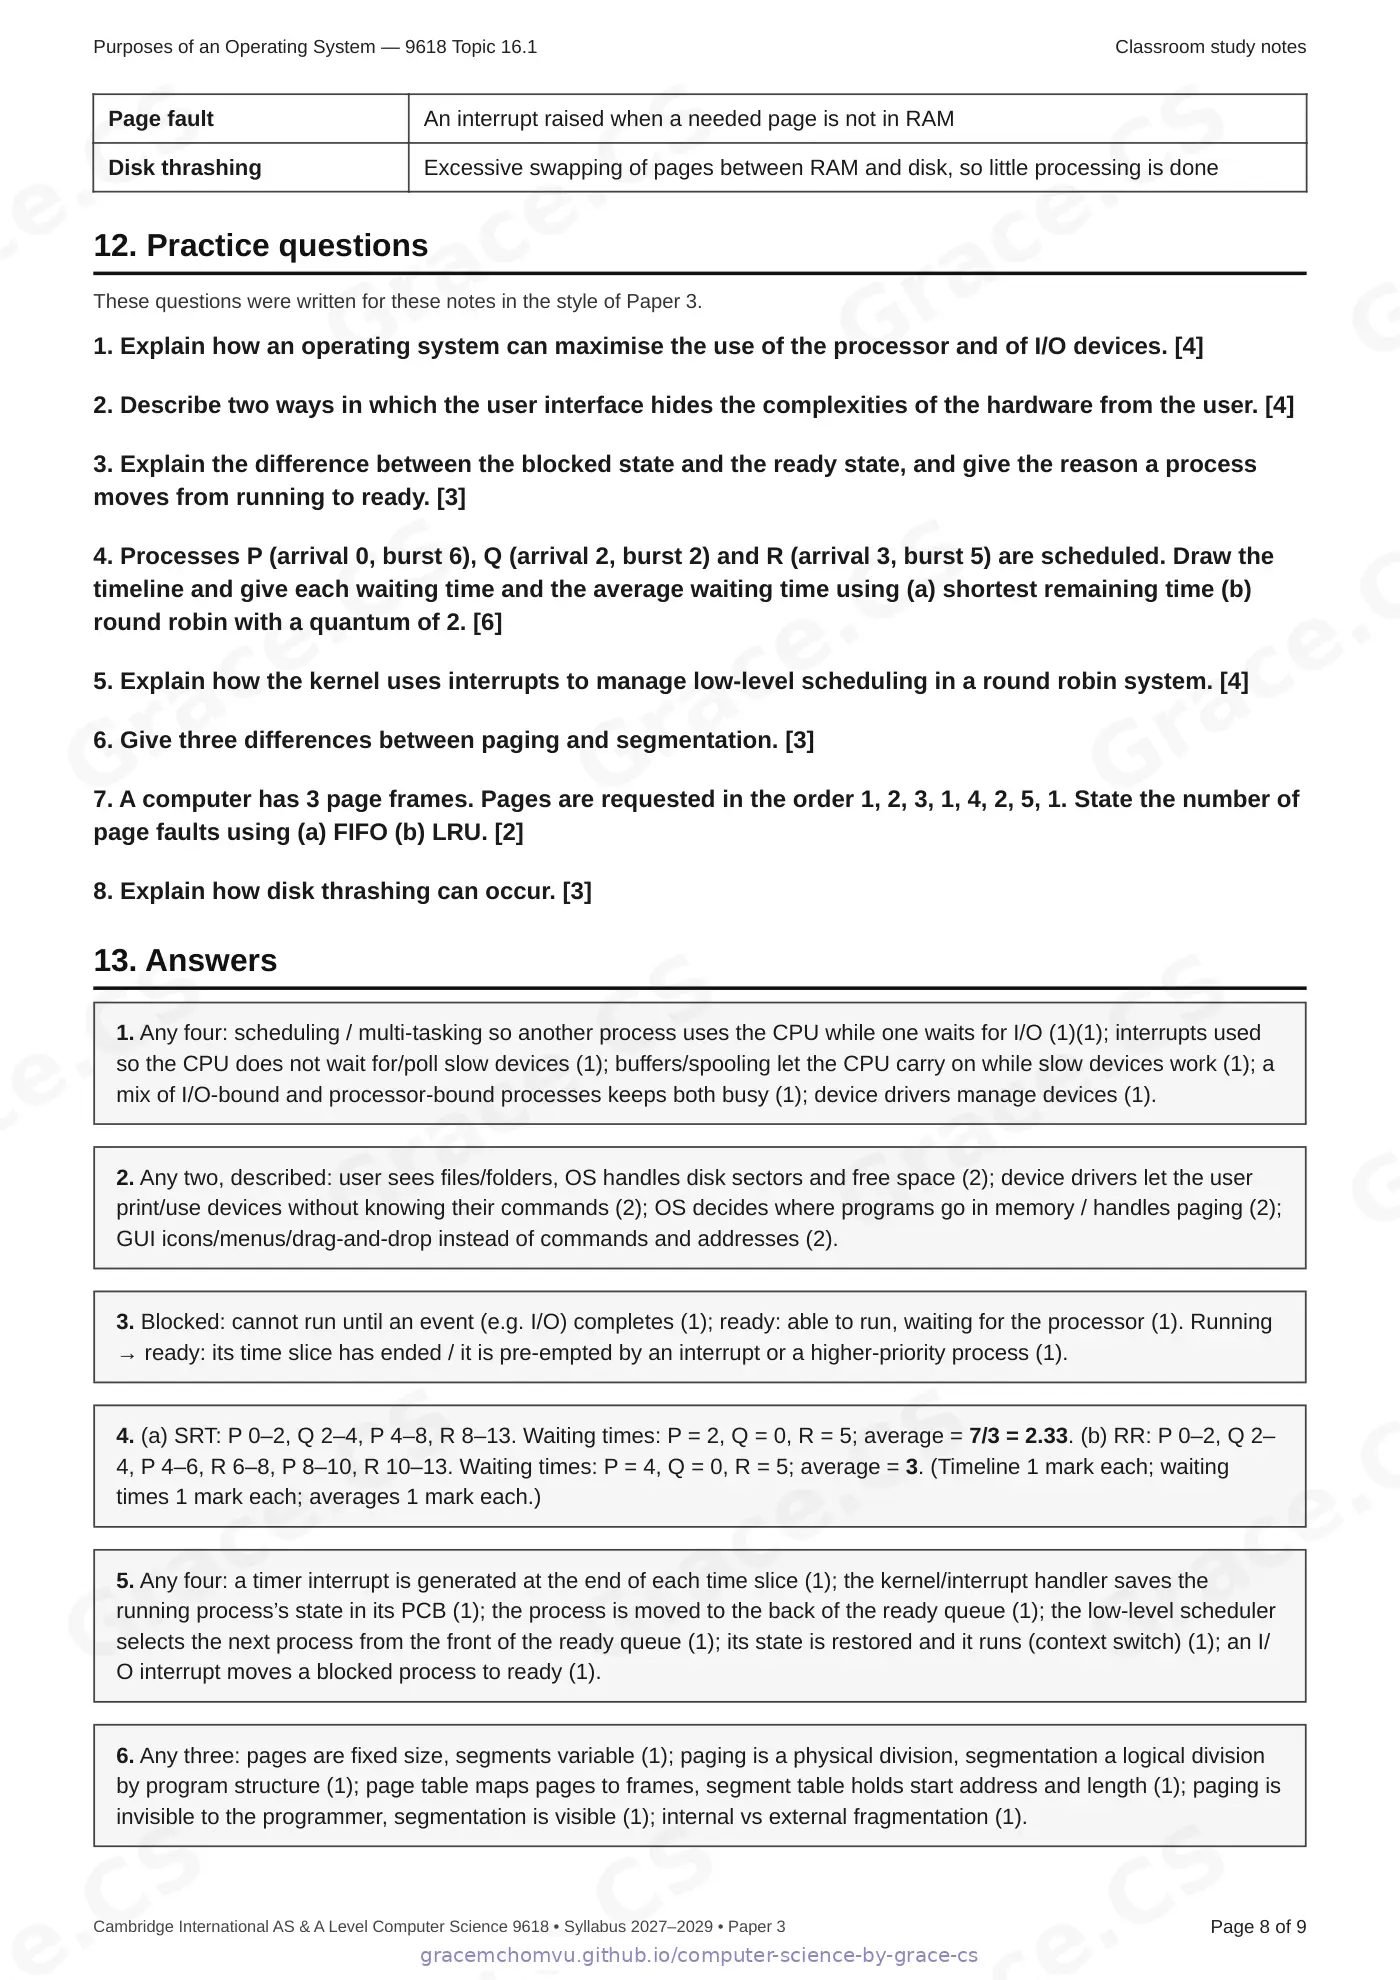 Purposes of an Operating System — 9618 Topic 16.1 Classroom study notes
Page fault An interrupt raised when a needed page is not in RAM
Disk thrashing Excessive swapping of pages between RAM and disk, so little processing is done
12. Practice questions
These questions were written for these notes in the style of Paper 3.
1. Explain how an operating system can maximise the use of the processor and of I/O devices. [4]
2. Describe two ways in which the user interface hides the complexities of the hardware from the user. [4]
3. Explain the difference between the blocked state and the ready state, and give the reason a process
moves from running to ready. [3]
4. Processes P (arrival 0, burst 6), Q (arrival 2, burst 2) and R (arrival 3, burst 5) are scheduled. Draw the
timeline and give each waiting time and the average waiting time using (a) shortest remaining time (b)
round robin with a quantum of 2. [6]
5. Explain how the kernel uses interrupts to manage low-level scheduling in a round robin system. [4]
6. Give three differences between paging and segmentation. [3]
7. A computer has 3 page frames. Pages are requested in the order 1, 2, 3, 1, 4, 2, 5, 1. State the number of
page faults using (a) FIFO (b) LRU. [2]
8. Explain how disk thrashing can occur. [3]
13. Answers
1. Any four: scheduling / multi-tasking so another process uses the CPU while one waits for I/O (1)(1); interrupts used
so the CPU does not wait for/poll slow devices (1); buffers/spooling let the CPU carry on while slow devices work (1); a
mix of I/O-bound and processor-bound processes keeps both busy (1); device drivers manage devices (1).
2. Any two, described: user sees files/folders, OS handles disk sectors and free space (2); device drivers let the user
print/use devices without knowing their commands (2); OS decides where programs go in memory / handles paging (2);
GUI icons/menus/drag-and-drop instead of commands and addresses (2).
3. Blocked: cannot run until an event (e.g. I/O) completes (1); ready: able to run, waiting for the processor (1). Running
→ ready: its time slice has ended / it is pre-empted by an interrupt or a higher-priority process (1).
4. (a) SRT: P 0–2, Q 2–4, P 4–8, R 8–13. Waiting times: P = 2, Q = 0, R = 5; average = 7/3 = 2.33. (b) RR: P 0–2, Q 2–
4, P 4–6, R 6–8, P 8–10, R 10–13. Waiting times: P = 4, Q = 0, R = 5; average = 3. (Timeline 1 mark each; waiting
times 1 mark each; averages 1 mark each.)
5. Any four: a timer interrupt is generated at the end of each time slice (1); the kernel/interrupt handler saves the
running process’s state in its PCB (1); the process is moved to the back of the ready queue (1); the low-level scheduler
selects the next process from the front of the ready queue (1); its state is restored and it runs (context switch) (1); an I/
O interrupt moves a blocked process to ready (1).
6. Any three: pages are fixed size, segments variable (1); paging is a physical division, segmentation a logical division
by program structure (1); page table maps pages to frames, segment table holds start address and length (1); paging is
invisible to the programmer, segmentation is visible (1); internal vs external fragmentation (1).
Cambridge International AS & A Level Computer Science 9618 • Syllabus 2027–2029 • Paper 3 Page 8 of 9
gracemchomvu.github.io/computer-science-by-grace-cs
Grace.CS